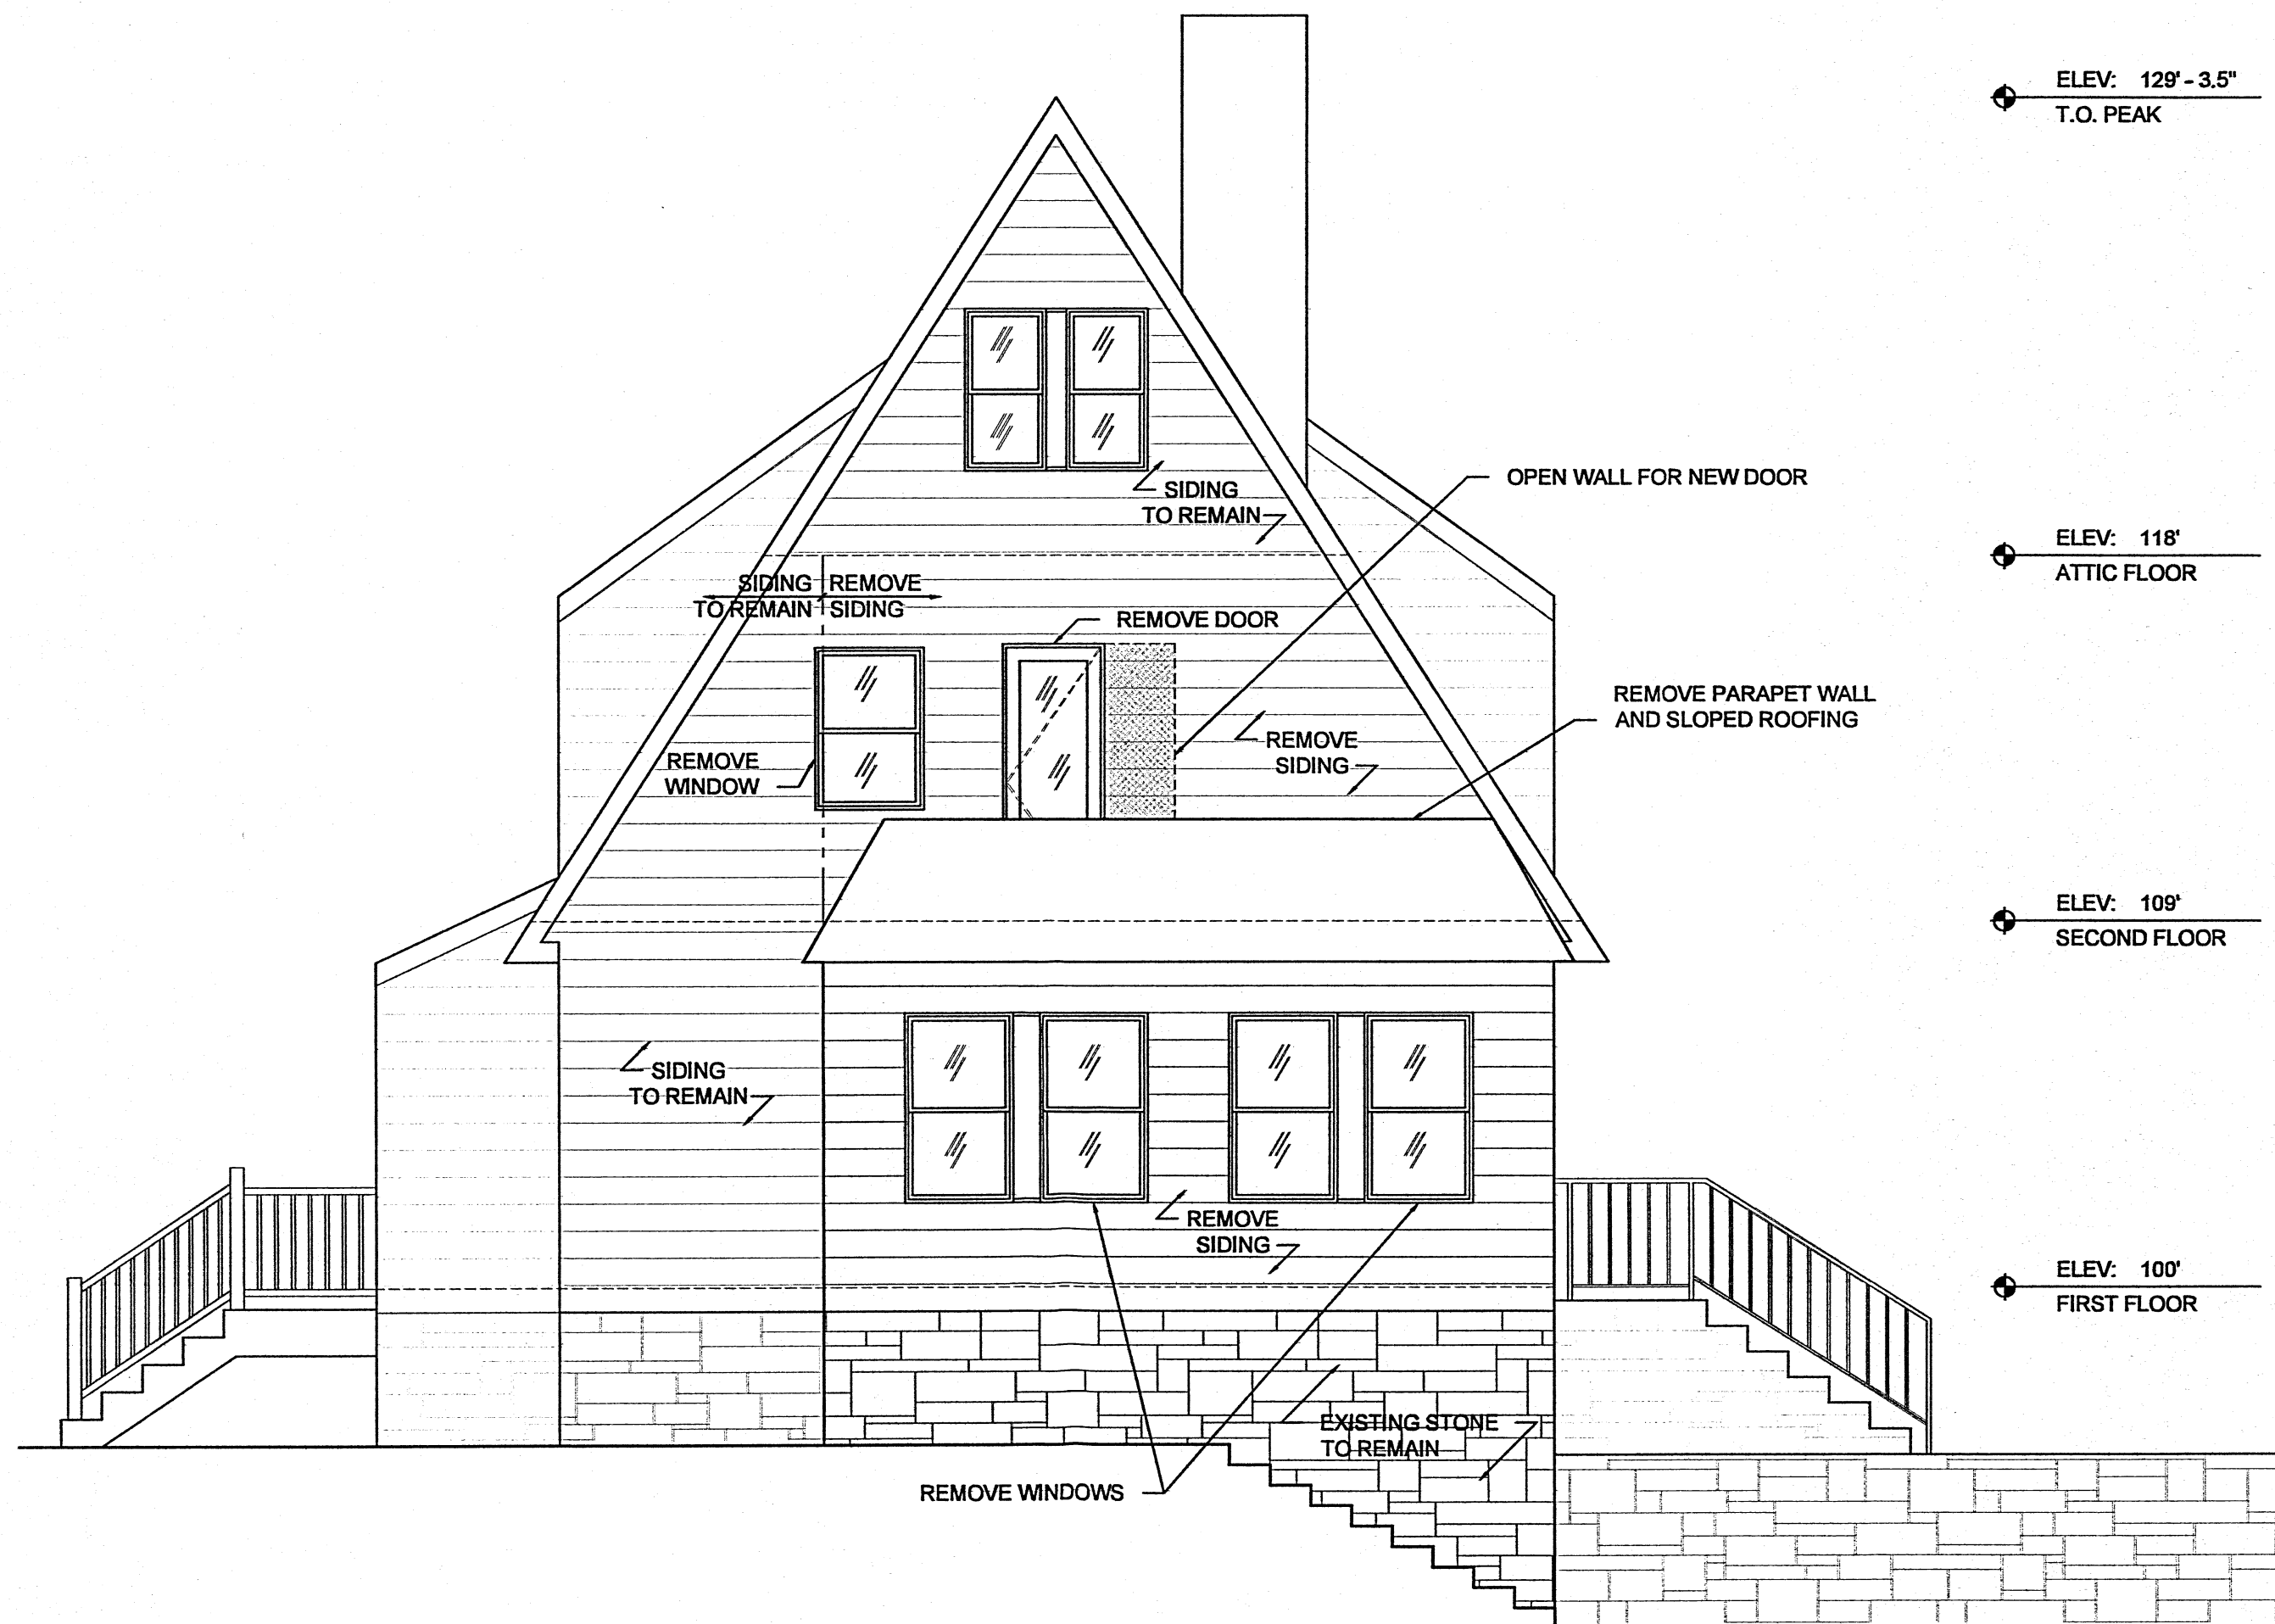 ELEV: 129' - 3.5"
T.O. PEAK
OPEN WALL FOR NEW DOOR
SIDING
TO REMAIN
ELEV: 118'
ATTIC FLOOR
SIDING
TO REMAIN
REMOVE
SIDING
REMOVE DOOR
REMOVE PARAPET WALL
AND SLOPED ROOFING
REMOVE
SIDING
REMOVE
WINDOW
ELEV: 109'
SECOND FLOOR
SIDING
TO REMAIN
REMOVE
SIDING
ELEV: 100'
FIRST FLOOR
EXISTING STONE
TO REMAIN
REMOVE WINDOWS